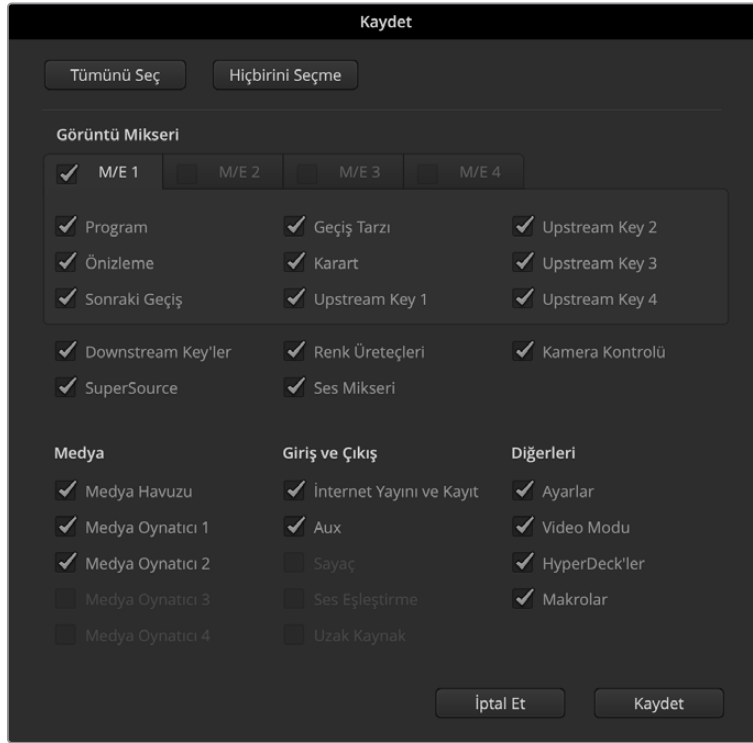 Kaydet
Tümünü Seç Hiçbirini Seçme
Görüntü Mikseri
M/E 1 M/E 2 M/E 3 M/E 4
Program Geçiş Tarzı Upstream Key 2
Önizleme Karart Upstream Key 3
Sonraki Geçiş Upstream Key 1 Upstream Key 4
Downstream Key'ler Renk Üreteçleri Kamera Kontrolü
SuperSource Ses Mikseri
Medya Giriş ve Çıkış Diğerleri
Medya Havuzu İnternet Yayını ve Kayıt Ayarlar
Medya Oynatıcı 1 Aux Video Modu
Medya Oynatıcı 2 Sayaç HyperDeck'ler
Medya Oynatıcı 3 Ses Eşleştirme Makrolar
Medya Oynatıcı 4 Uzak Kaynak
İptal Et Kaydet